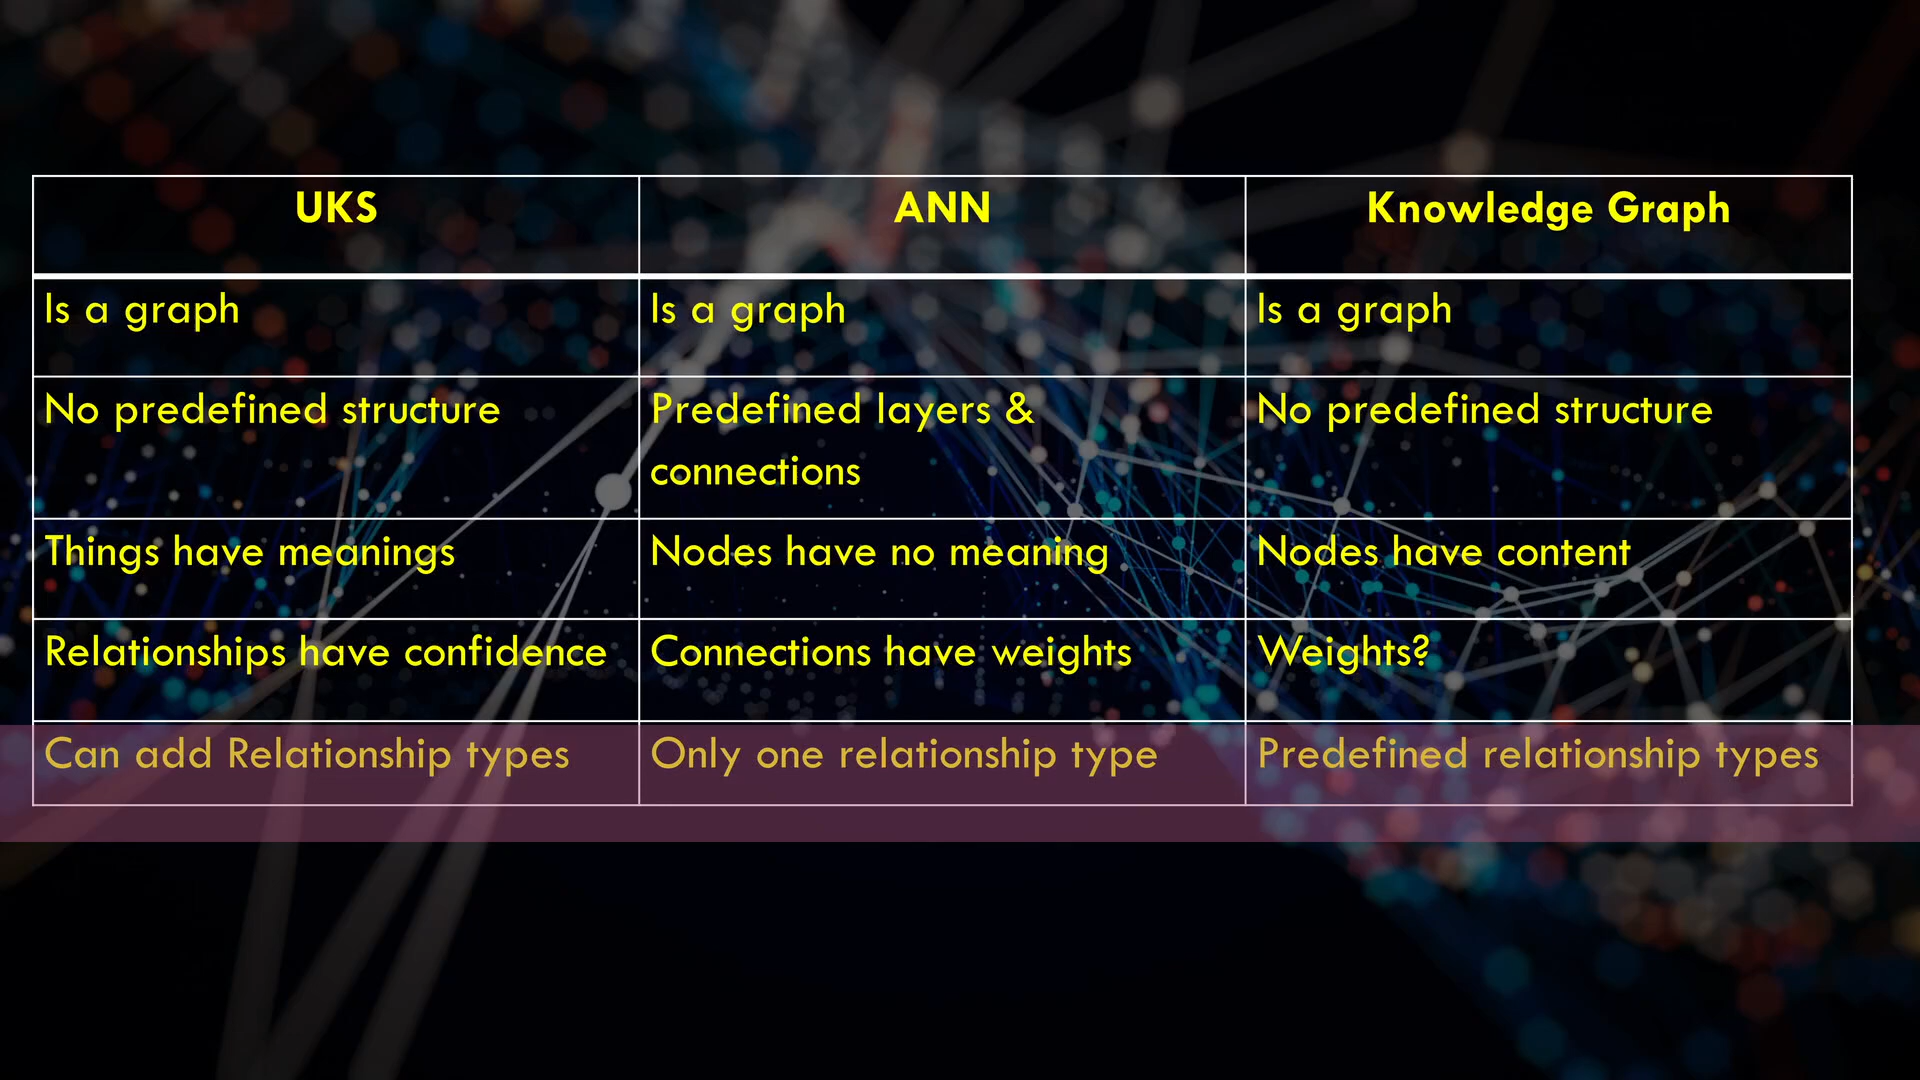 UKS ANN Knowledge Graph
Is a graph Is a graph Is a graph
No predefined structure Predefined layers & No predefined structure
connections
Things have meanings Nodes have no meaning Nodes have content
Relationships have confidence Connections have weights Weights?
Can add Relationship types Only one relationship type Predefined relationship types